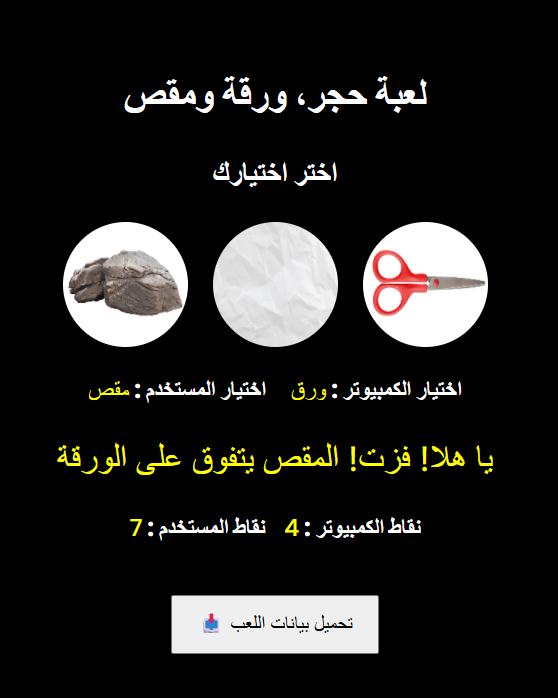 لعبة حجر، ورقة ومقص
اختر اختيارك
اختيار الكمبيوتر : ورق اختيار المستخدم : مقص
يا هلا! فزت! المقص يتفوق على الورقة
نقاط الكمبيوتر : 4 نقاط المستخدم : 7
تحميل بيانات اللعب 📥